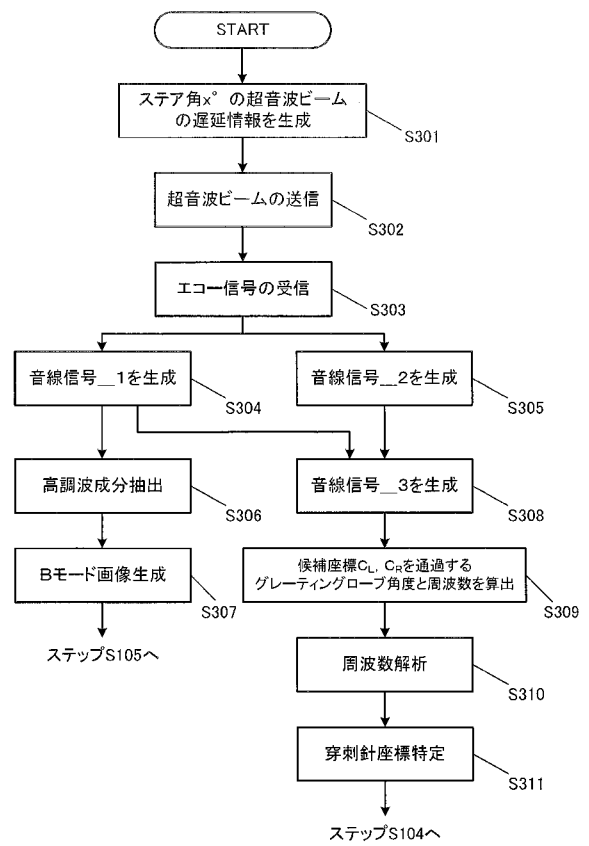 START
ステア角x°の超音波ビーム
の遅延情報を生成
S301
超音波ビームの送信
S302
エコー信号の受信
S303
音線信号__1を生成
S304
音線信号__2を生成
S305
高調波成分抽出
S306
音線信号__3を生成
S308
Bモード画像生成
S307
候補座標CL, CRを通過する
グレーティングローブ角度と周波数を算出
S309
ステップS105へ
周波数解析
S310
穿刺針座標特定
S311
ステップS104へ